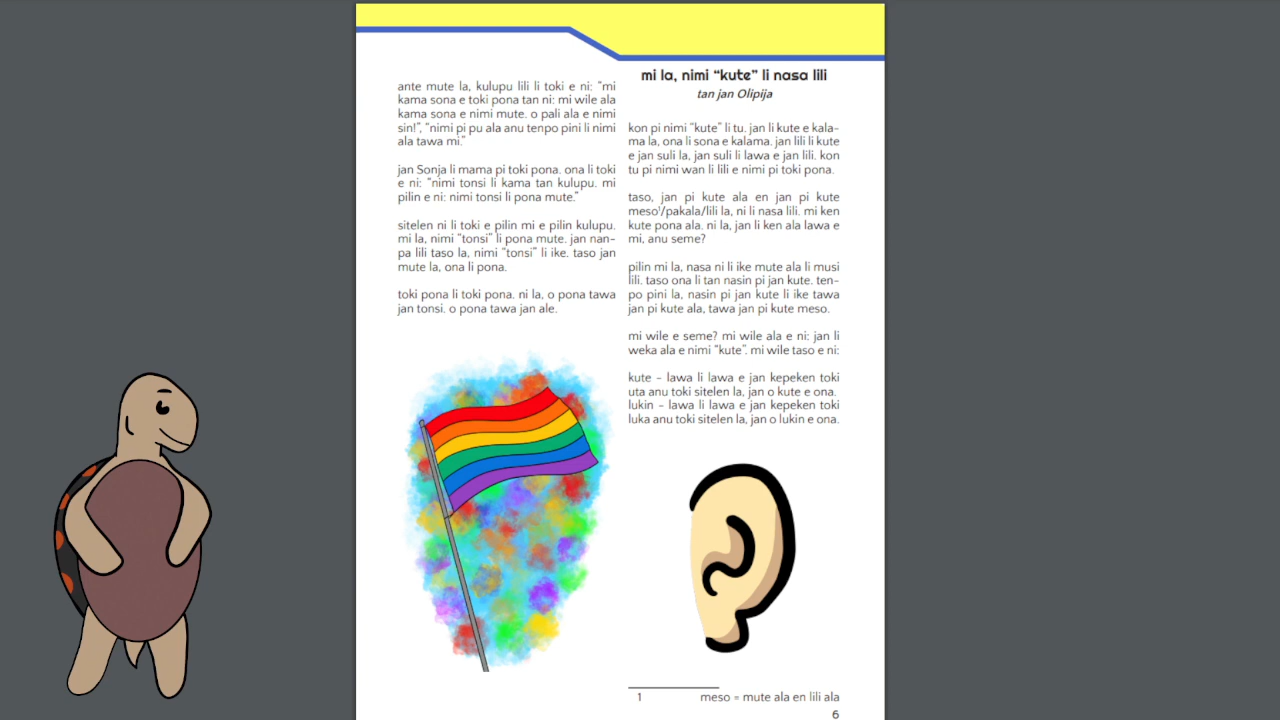 ante mute la, kulupu lili li toki e ni: “mi
kama sona e toki pona tan ni: mi wile ala
kama sona e nimi mute. o pali ala e nimi
sin!”, “nimi pi pu ala anu tenpo pini li nimi
ala tawa mi.”
jan Sonja li mama pi toki pona. ona li toki
e ni: “nimi tonsi li kama tan kulupu. mi
pilin e ni: nimi tonsi li pona mute.”
sitelen ni li toki e pilin mi e pilin kulupu.
mi la, nimi “tonsi” li pona mute. jan nan-
pa lili taso la, nimi “tonsi” li ike. taso jan
mute la, ona li pona.
toki pona li toki pona. ni la, o pona tawa
jan tonsi. o pona tawa jan ale.
mi la, nimi “kute” li nasa lili
tan jan Olipija
kon pi nimi “kute” li tu. jan li kute e kala-
ma la, ona li sona e kalama. jan lili li kute
e jan suli la, jan suli li lawa e jan lili. kon
tu pi nimi wan li lili e nimi pi toki pona.
taso, jan pi kute ala en jan pi kute
meso¹/pakala/lili la, ni li nasa lili. mi ken
kute pona ala. ni la, jan li ken ala lawa e
mi, anu seme?
pilin mi la, nasa ni li ike mute ala li musi
lili. taso ona li tan nasin pi jan kute. ten-
po pini la, nasin pi jan kute li ike tawa
jan pi kute ala, tawa jan pi kute meso.
mi wile e seme? mi wile ala e ni: jan li
weka ala e nimi “kute”. mi wile taso e ni:
kute – lawa li lawa e jan kepeken toki
uta anu toki sitelen la, jan o kute e ona.
lukin – lawa li lawa e jan kepeken toki
luka anu toki sitelen la, jan o lukin e ona.
1 meso = mute ala en lili ala
6